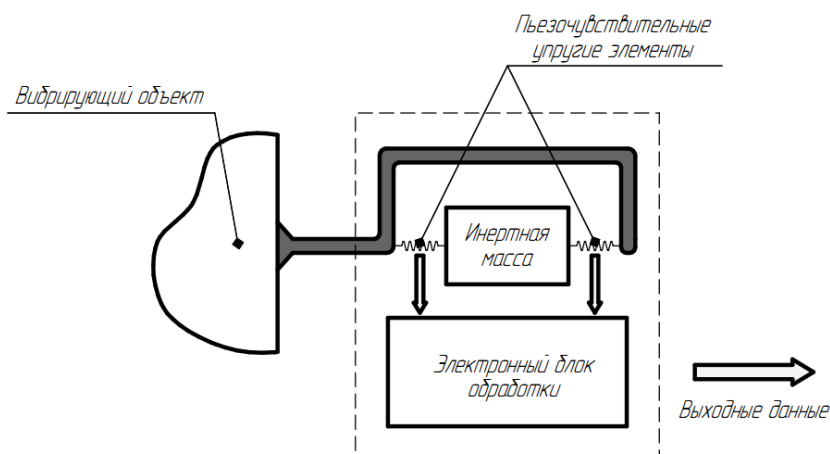 Пьезочувствительные
упругие элементы
Вибрирующий объект
Инертная
масса
Электронный блок
обработки
Выходные данные